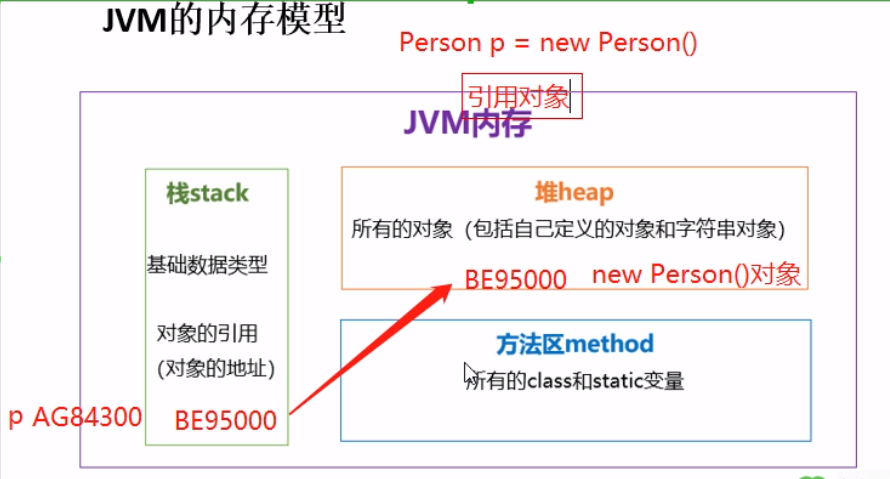 JVM的内存模型
Person p = new Person()
引用对象
JVM内存
栈stack
基础数据类型
对象的引用
(对象的地址)
p AG84300
BE95000
堆heap
所有的对象（包括自己定义的对象和字符串对象）
BE95000
new Person()对象
方法区method
所有的class和static变量